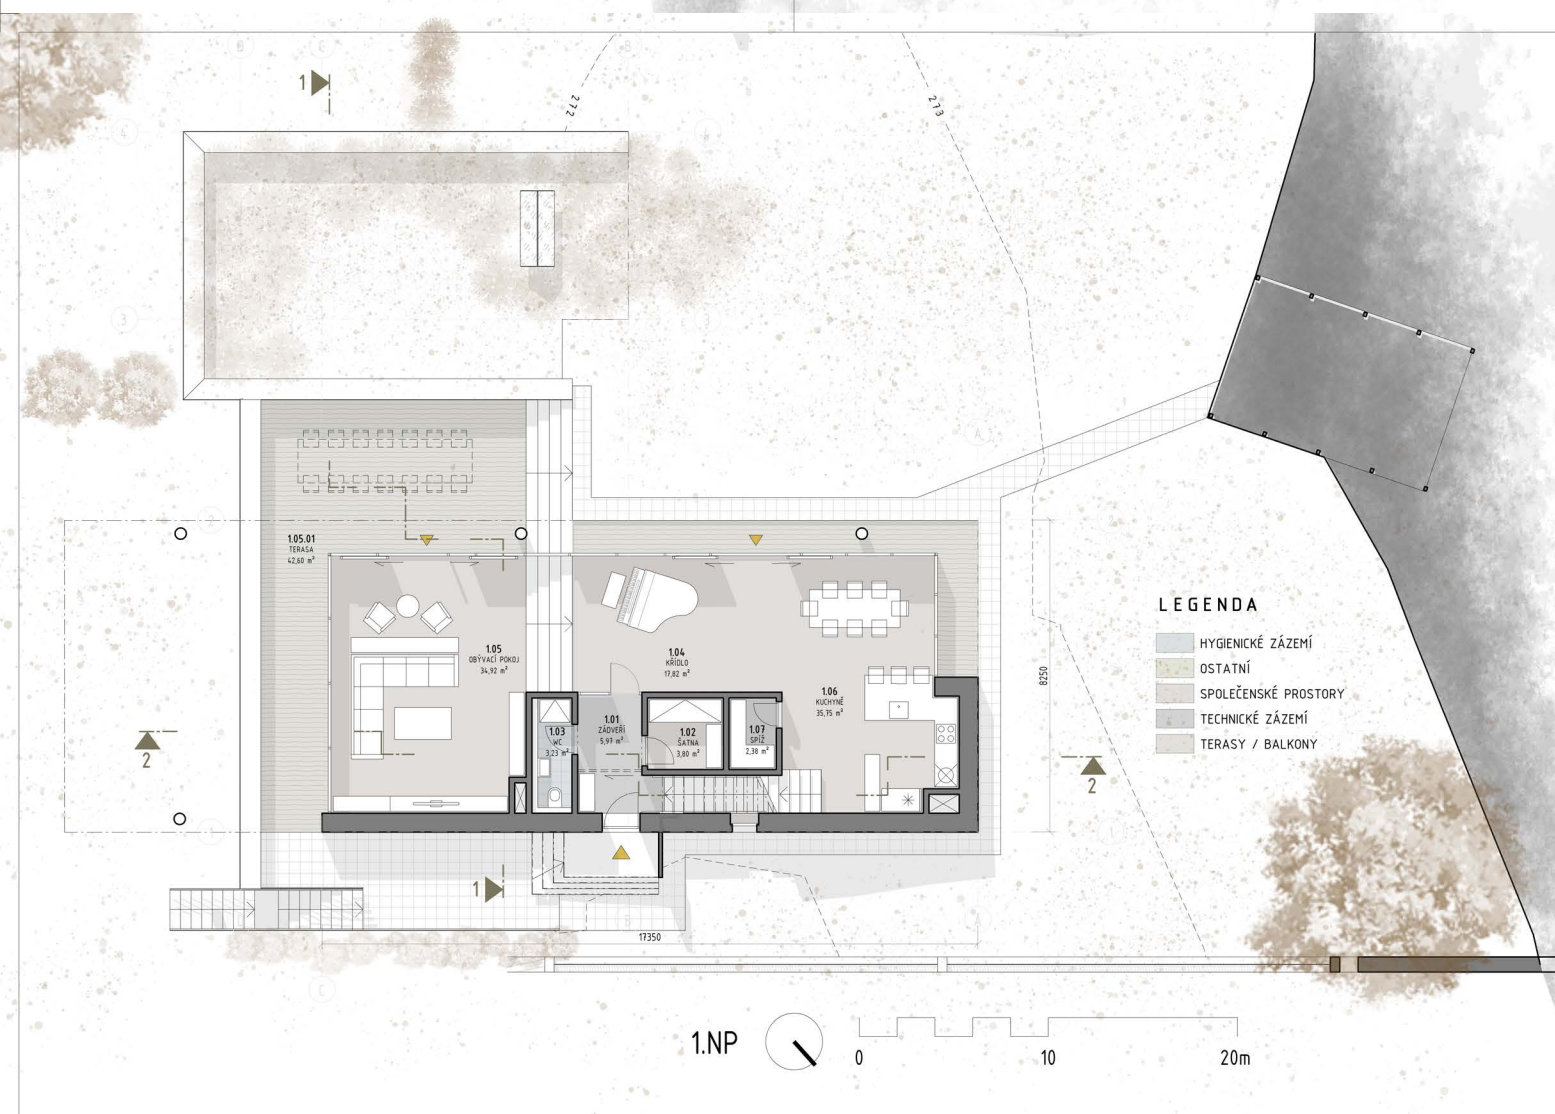 1
272
273
1.05.01
TERASA
42,60 m²
1.05
OBÝVACÍ POKOJ
34,92 m²
1.04
KŘÍDLO
17,82 m²
1.06
KUCHYNĚ
35,75 m²
1.03
WC
3,23 m²
1.01
ZÁDVEŘÍ
5,97 m²
1.02
ŠATNA
3,80 m²
1.07
SPÍŽ
2,38 m²
8250
LEGENDA
HYGIENICKÉ ZÁZEMÍ
OSTATNÍ
SPOLEČENSKÉ PROSTORY
TECHNICKÉ ZÁZEMÍ
TERASY / BALKONY
2
2
1
17350
1.NP
0
10
20m